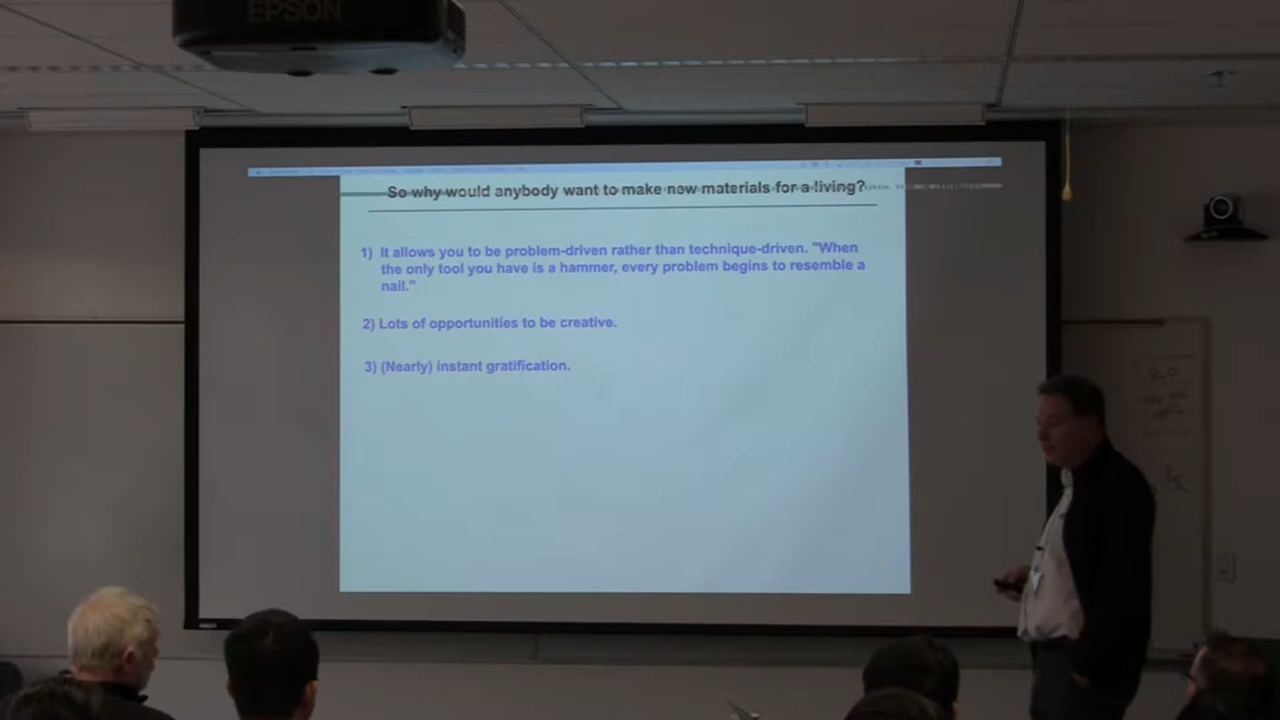 EPSON
So why would anybody want to make new materials for a living?
1) It allows you to be problem-driven rather than technique-driven. "When
the only tool you have is a hammer, every problem begins to resemble a
nail."
2) Lots of opportunities to be creative.
3) (Nearly) instant gratification.